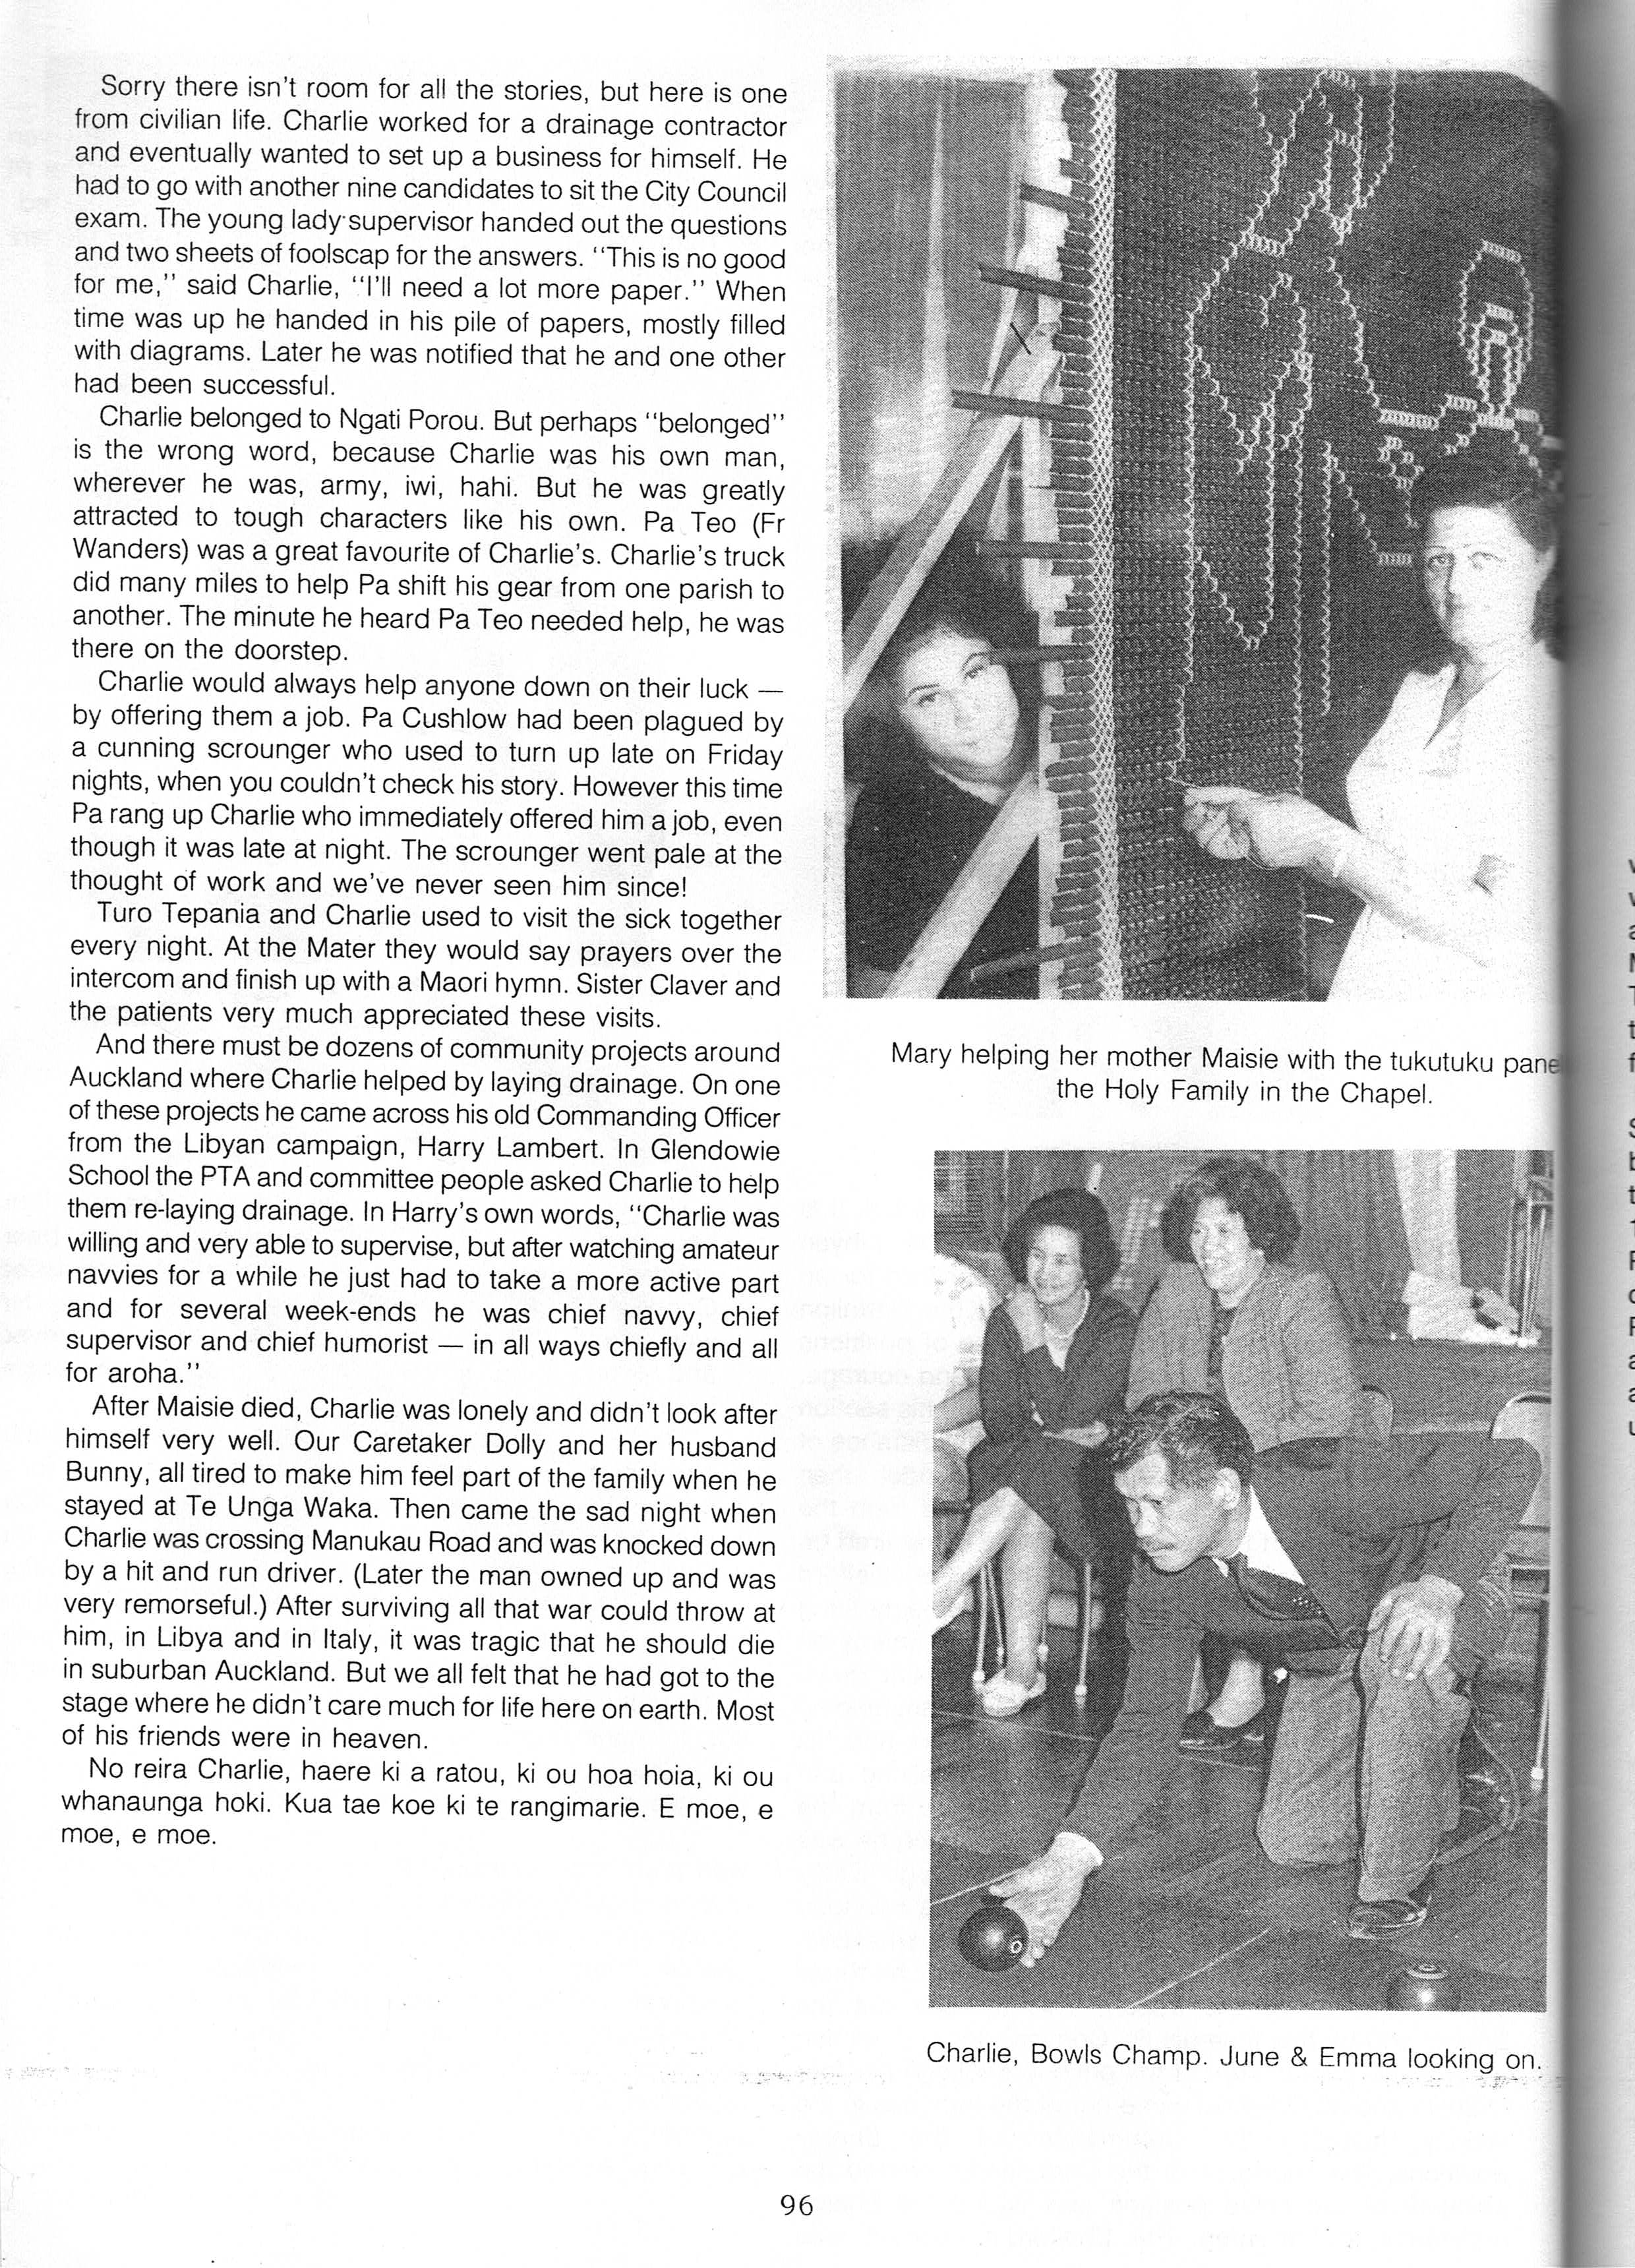 Sorry there isn't room for all the stories, but here is one
from civilian life. Charlie worked for a drainage contractor
and eventually wanted to set up a business for himself. He
had to go with another nine candidates to sit the City Council
exam. The young lady supervisor handed out the questions
and two sheets of foolscap for the answers. "This is no good
for me," said Charlie, "I'll need a lot more paper." When
time was up he handed in his pile of papers, mostly filled
with diagrams. Later he was notified that he and one other
had been successful.
Charlie belonged to Ngati Porou. But perhaps "belonged"
is the wrong word, because Charlie was his own man,
wherever he was, army, iwi, hahi. But he was greatly
attracted to tough characters like his own. Pa Teo (Fr
Wanders) was a great favourite of Charlie's. Charlie's truck
did many miles to help Pa shift his gear from one parish to
another. The minute he heard Pa Teo needed help, he was
there on the doorstep.
Charlie would always help anyone down on their luck —
by offering them a job. Pa Cushlow had been plagued by
a cunning scrounger who used to turn up late on Friday
nights, when you couldn't check his story. However this time
Pa rang up Charlie who immediately offered him a job, even
though it was late at night. The scrounger went pale at the
thought of work and we've never seen him since!
Turo Tepania and Charlie used to visit the sick together
every night. At the Mater they would say prayers over the
intercom and finish up with a Maori hymn. Sister Claver and
the patients very much appreciated these visits.
And there must be dozens of community projects around
Auckland where Charlie helped by laying drainage. On one
of these projects he came across his old Commanding Officer
from the Libyan campaign, Harry Lambert. In Glendowie
School the PTA and committee people asked Charlie to help
them re-laying drainage. In Harry's own words, "Charlie was
willing and very able to supervise, but after watching amateur
navvies for a while he just had to take a more active part
and for several week-ends he was chief navvy, chief
supervisor and chief humorist — in all ways chiefly and all
for aroha."
After Maisie died, Charlie was lonely and didn't look after
himself very well. Our Caretaker Dolly and her husband
Bunny, all tired to make him feel part of the family when he
stayed at Te Unga Waka. Then came the sad night when
Charlie was crossing Manukau Road and was knocked down
by a hit and run driver. (Later the man owned up and was
very remorseful.) After surviving all that war could throw at
him, in Libya and in Italy, it was tragic that he should die
in suburban Auckland. But we all felt that he had got to the
stage where he didn't care much for life here on earth. Most
of his friends were in heaven.
No reira Charlie, haere ki a ratou, ki ou hoa hoia, ki ou
whanaunga hoki. Kua tae koe ki te rangimarie. E moe, e
moe, e moe.
Mary helping her mother Maisie with the tukutuku pane
the Holy Family in the Chapel.
Charlie, Bowls Champ. June & Emma looking on.
96